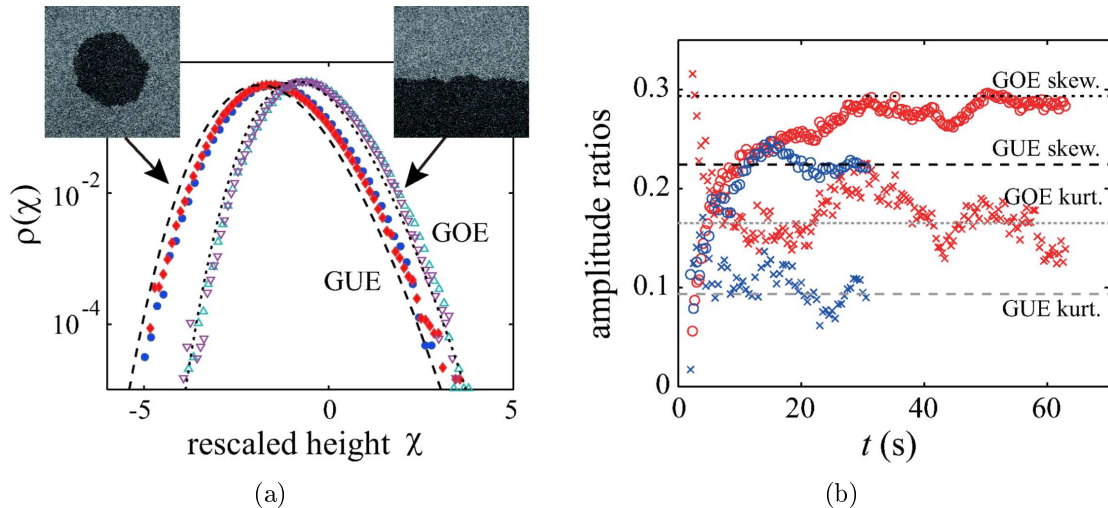 ρ(χ)
10⁻²
10⁻⁴
GOE
GUE
-5
0
5
rescaled height χ
(a)
amplitude ratios
0.3
0.2
0.1
0
GOE skew.
GUE skew.
GOE kurt.
GUE kurt.
0
20
40
60
t (s)
(b)